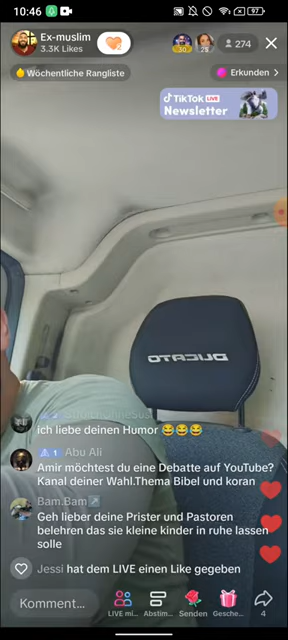 10:46
97
Ex-muslim
3.3K Likes
30
28
274
Wöchentliche Rangliste
Erkunden >
TikTok LIVE
Newsletter
DUCATO
ich liebe deinen Humor 😂😂😂
1 Abu Ali
Amir möchtest du eine Debatte auf YouTube?
Kanal deiner Wahl.Thema Bibel und koran
Bam.Bam
Geh lieber deine Prister und Pastoren
belehren das sie kleine kinder in ruhe lassen
solle
Jessi hat dem LIVE einen Like gegeben
Komment...
LIVE mi...
Abstim...
Senden
Gesche...
4